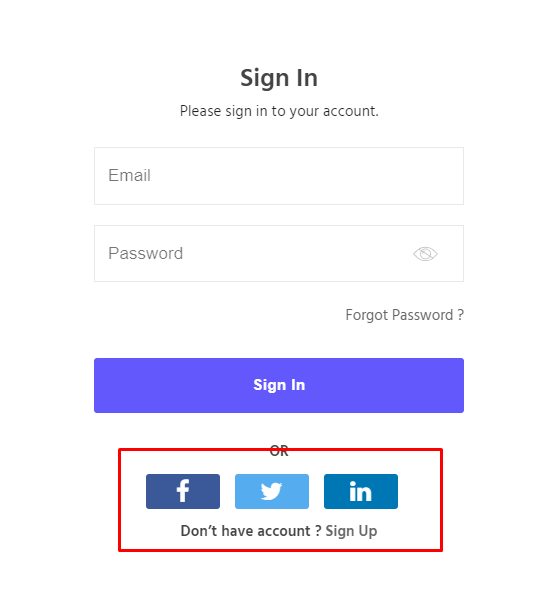 Sign In
Please sign in to your account.
Email
Password
Forgot Password ?
Sign In
OR
f
in
Don’t have account ? Sign Up